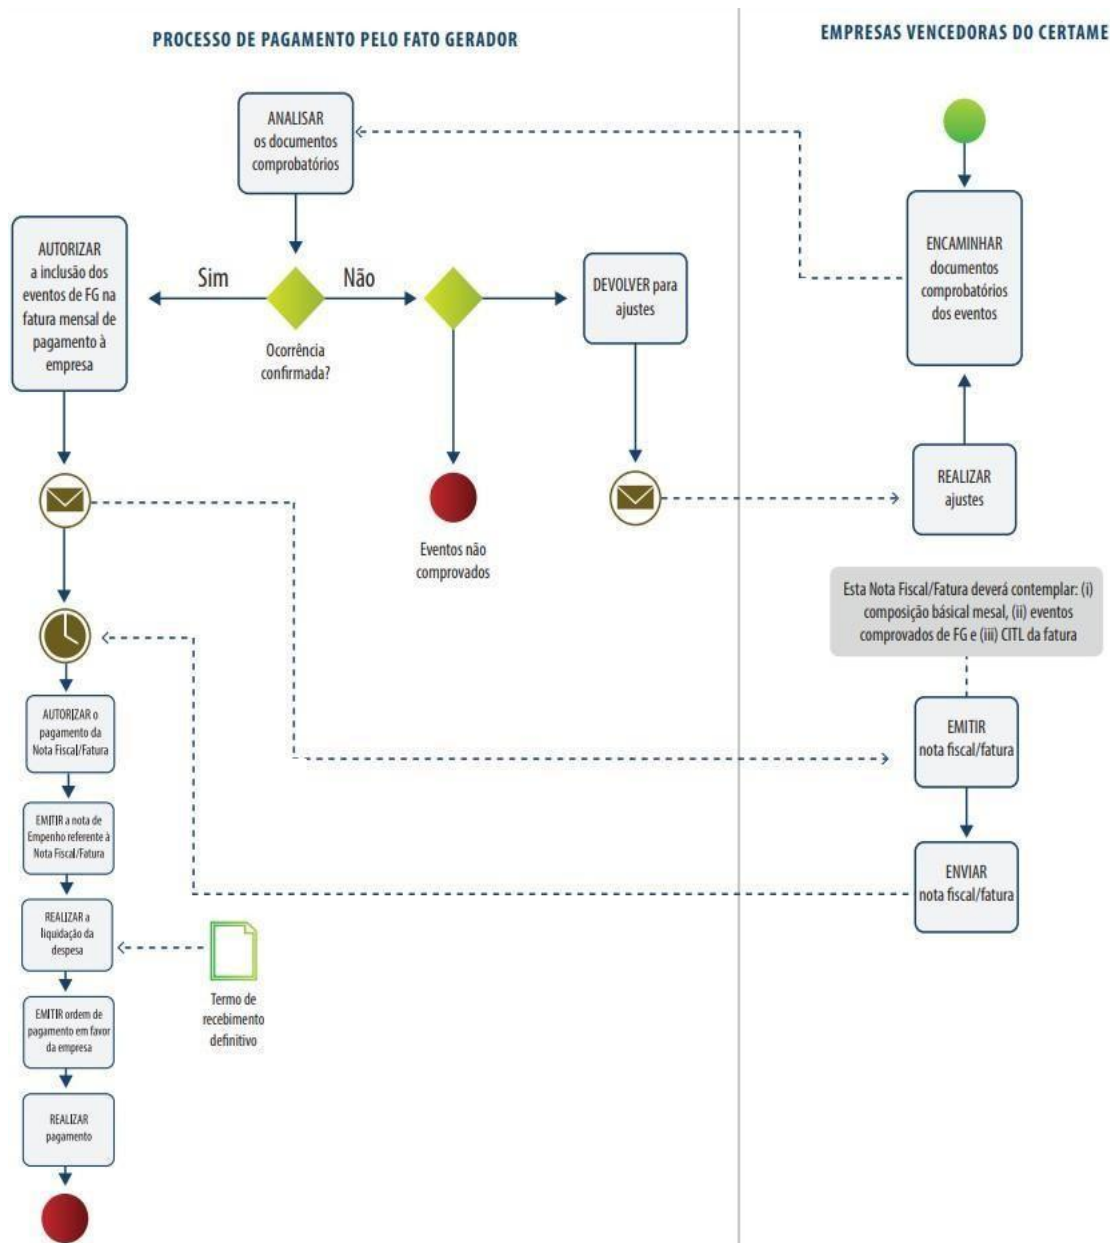 PROCESSO DE PAGAMENTO PELO FATO GERADOR
EMPRESAS VENCEDORAS DO CERTAME
ANALISAR
os documentos
comprobatórios
ENCAMINHAR
documentos
comprobatórios
dos eventos
AUTORIZAR
a inclusão dos
eventos de FG na
fatura mensal de
pagamento à
empresa
Sim
Não
Ocorrência
confirmada?
DEVOLVER para
ajustes
REALIZAR
ajustes
Eventos não
comprovados
Esta Nota Fiscal/Fatura deverá contemplar: (i)
composição básical mesal, (ii) eventos
comprovados de FG e (iii) CITL da fatura
AUTORIZAR o
pagamento da
Nota Fiscal/Fatura
EMITIR
nota fiscal/fatura
EMITIR a nota de
Empenho referente à
Nota Fiscal/Fatura
ENVIAR
nota fiscal/fatura
REALIZAR a
liquidação da
despesa
Termo de
recebimento
definitivo
EMITIR ordem de
pagamento em favor
da empresa
REALIZAR
pagamento